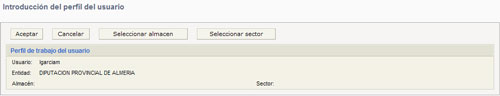 Introducción del perfil del usuario
Aceptar Cancelar Seleccionar almacen Seleccionar sector
Perfil de trabajo del usuario
Usuario: lgarciam
Entidad: DIPUTACION PROVINCIAL DE ALMERIA
Almacén: Sector: